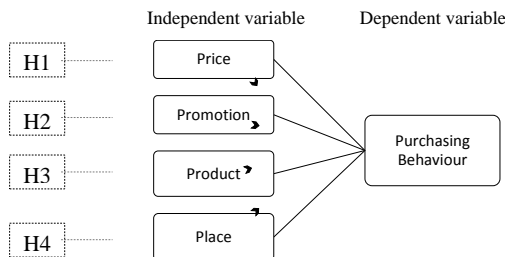 Independent variable Dependent variable
H1 Price
H2 Promotion
Purchasing
Behaviour
H3 Product
H4 Place